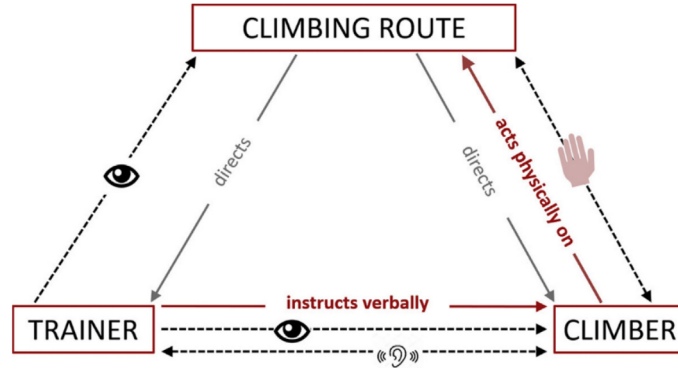 CLIMBING ROUTE
directs
directs
acts physically on
instructs verbally
TRAINER
CLIMBER